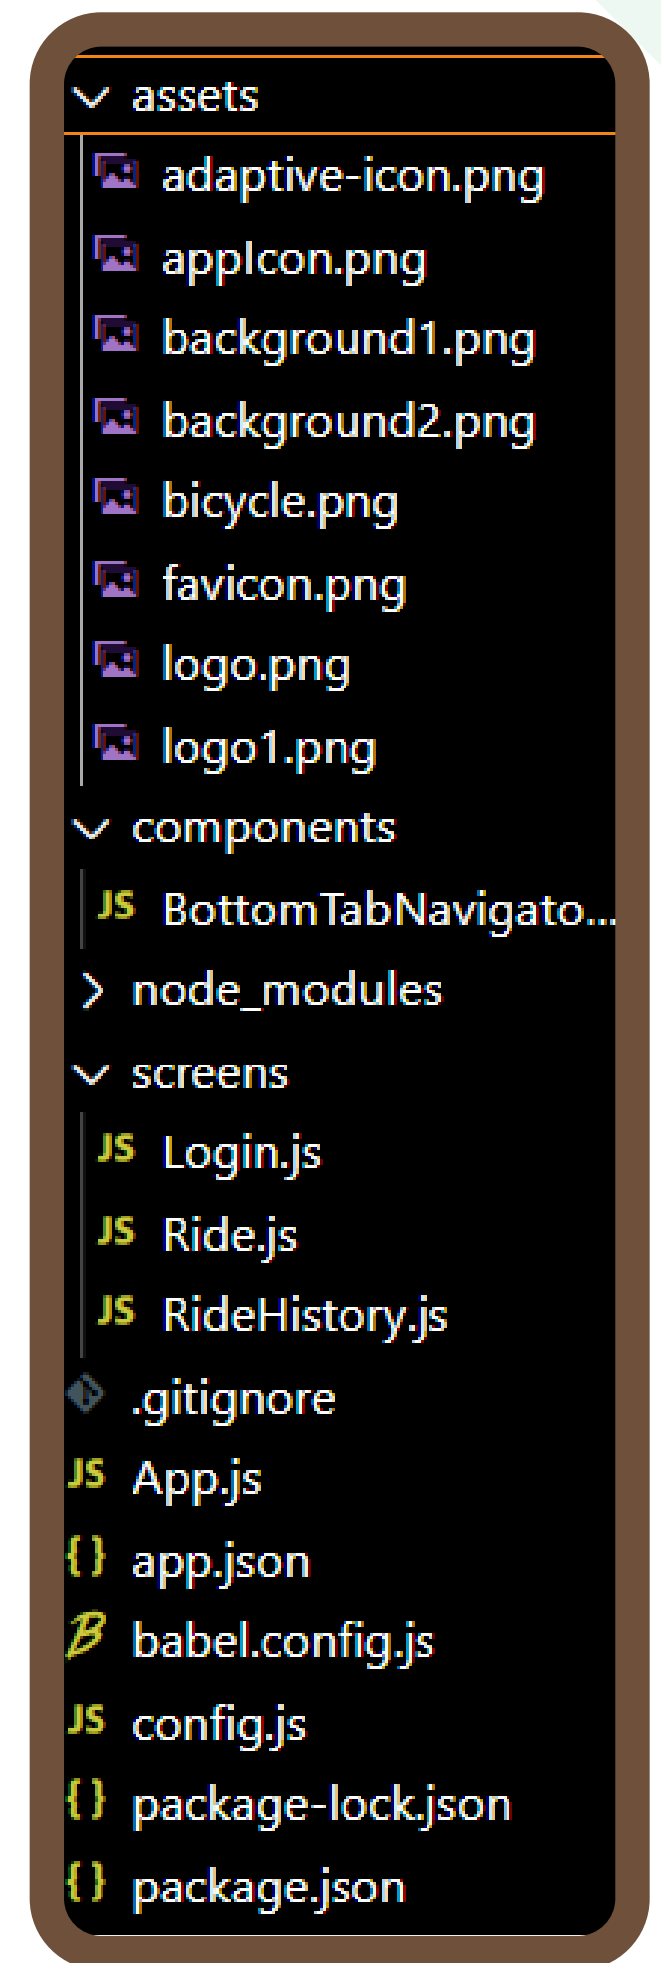 assets
adaptive-icon.png
appIcon.png
background1.png
background2.png
bicycle.png
favicon.png
logo.png
logo1.png
components
JS BottomTabNavigato...
node_modules
screens
JS Login.js
JS Ride.js
JS RideHistory.js
.gitignore
JS App.js
{} app.json
B babel.config.js
JS config.js
{} package-lock.json
{} package.json